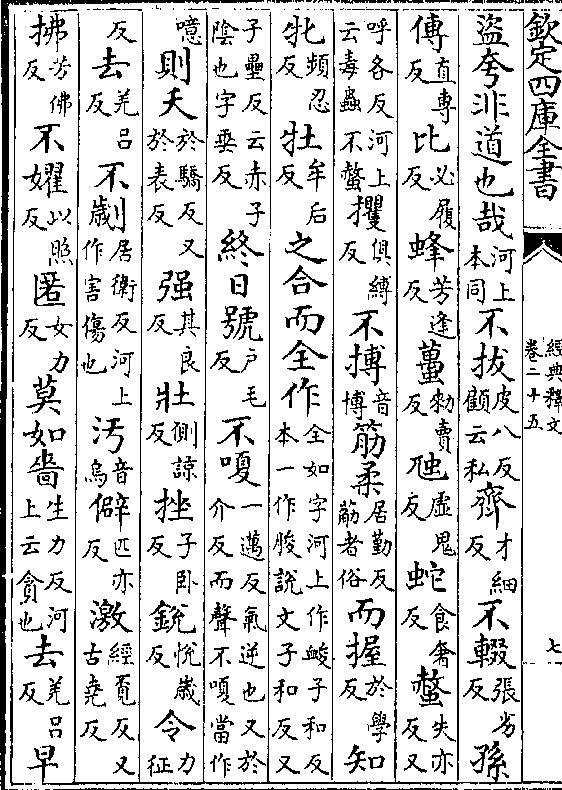 欽定四庫全書 經典釋文卷二十五 七
盜夸非道也哉河上本同不拔皮八反顧云私齊才細反不輟張劣反孫
傳直專反比必履反蜂芳逢反蠆勑賣反虺虛鬼反蛇食奢反螫失亦反又
呼各反河上云毒蟲不螫攫俱縛反不搏音博筋柔居勤反筋者俗而握於學反知
牝頻忍反牡牟后反之合而全作全如字河上作䘒子和反本一作朘說文子和反又
子壘反云赤子陰也字垂反終日號戶毛反不嗄一邁反氣逆也又於介反而聲不嗄當作
噫則夭於驕反又於表反强其良反壯側諒反挫子卧反銳悅歲反令力征
反去羌呂反不劌居衛反河上作害傷也汚音烏僻匹亦反激經覔反又古堯反
拂芳佛反不燿以照反匿女力反莫如嗇生力反河上云貪也去羌呂反早